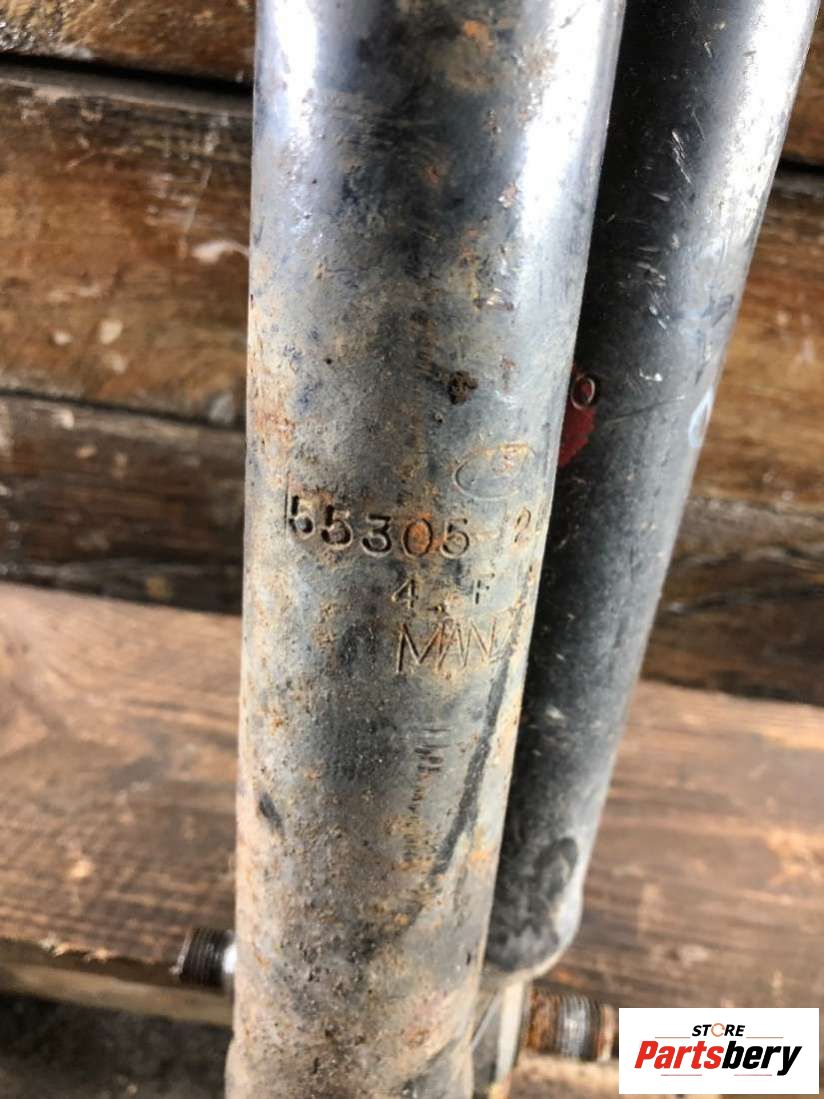 55305-2
4 F
MAN
STORE
Partsbery